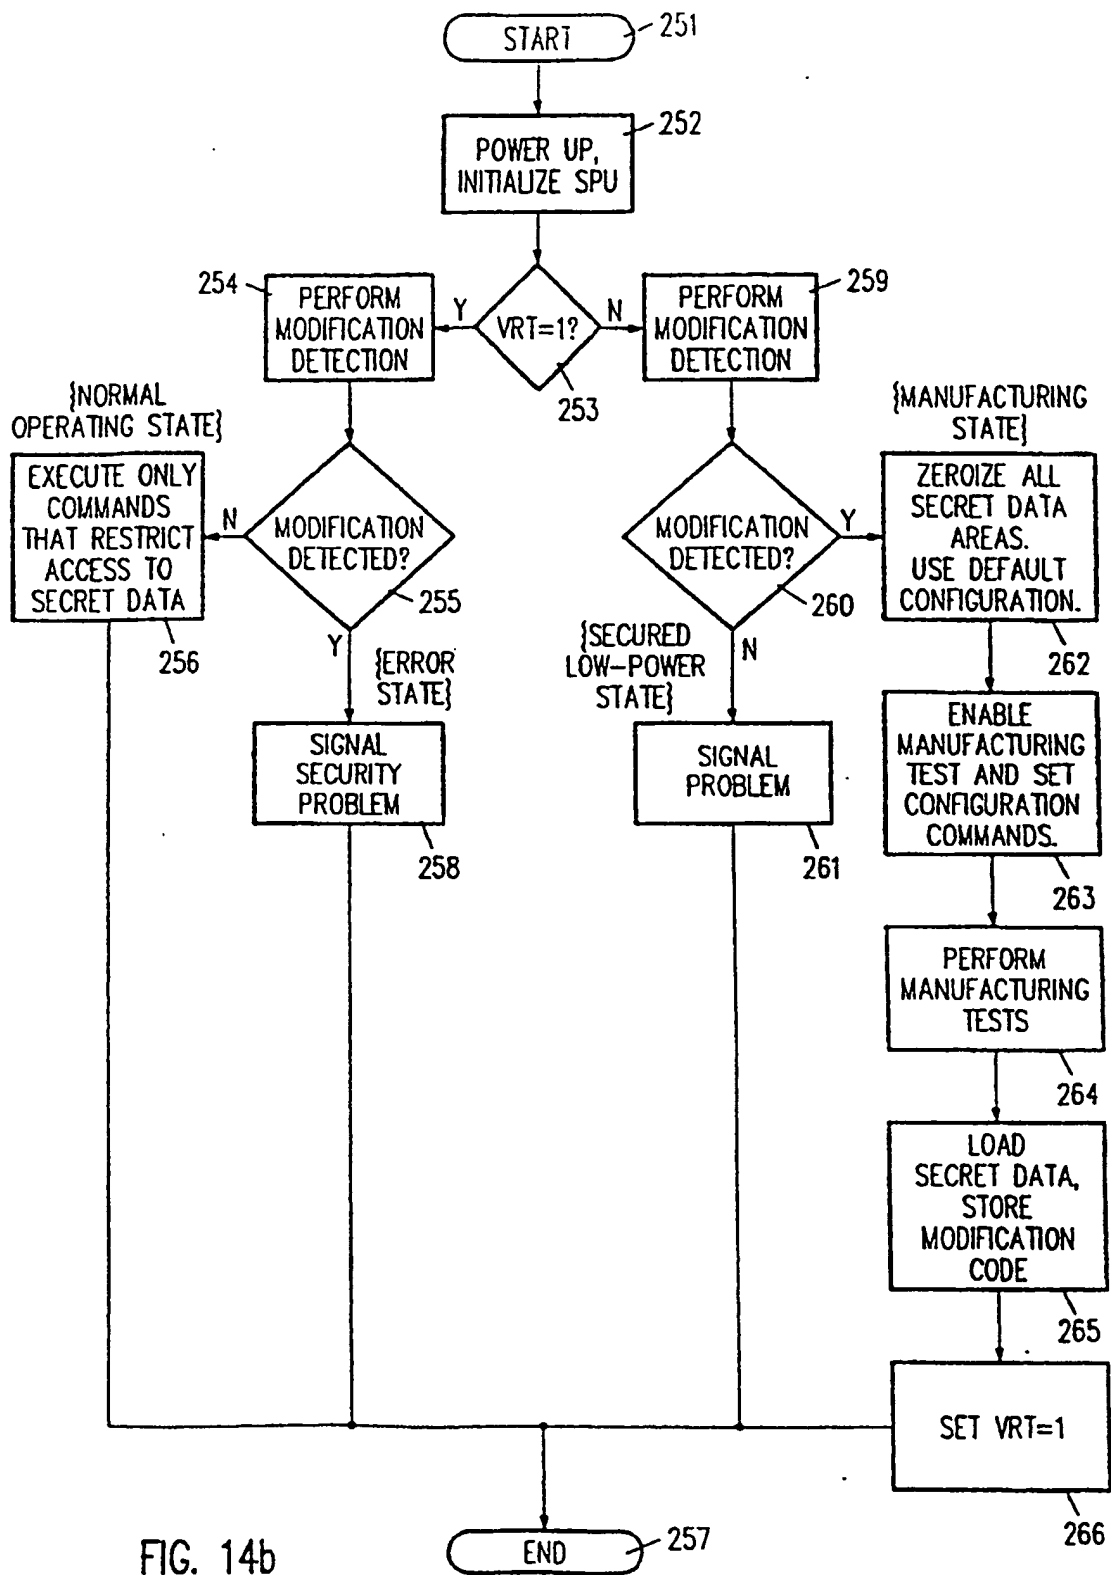 START
251
POWER UP,
INITIALIZE SPU
252
254
PERFORM
MODIFICATION
DETECTION
Y
VRT=1?
253
N
PERFORM
MODIFICATION
DETECTION
259
{NORMAL
OPERATING STATE}
EXECUTE ONLY
COMMANDS
THAT RESTRICT
ACCESS TO
SECRET DATA
256
N
MODIFICATION
DETECTED?
255
Y
{ERROR
STATE}
SIGNAL
SECURITY
PROBLEM
258
MODIFICATION
DETECTED?
260
Y
N
{SECURED
LOW-POWER
STATE}
SIGNAL
PROBLEM
261
{MANUFACTURING
STATE}
ZEROIZE ALL
SECRET DATA
AREAS.
USE DEFAULT
CONFIGURATION.
262
ENABLE
MANUFACTURING
TEST AND SET
CONFIGURATION
COMMANDS.
263
PERFORM
MANUFACTURING
TESTS
264
LOAD
SECRET DATA,
STORE
MODIFICATION
CODE
265
SET VRT=1
266
END
257
FIG. 14b